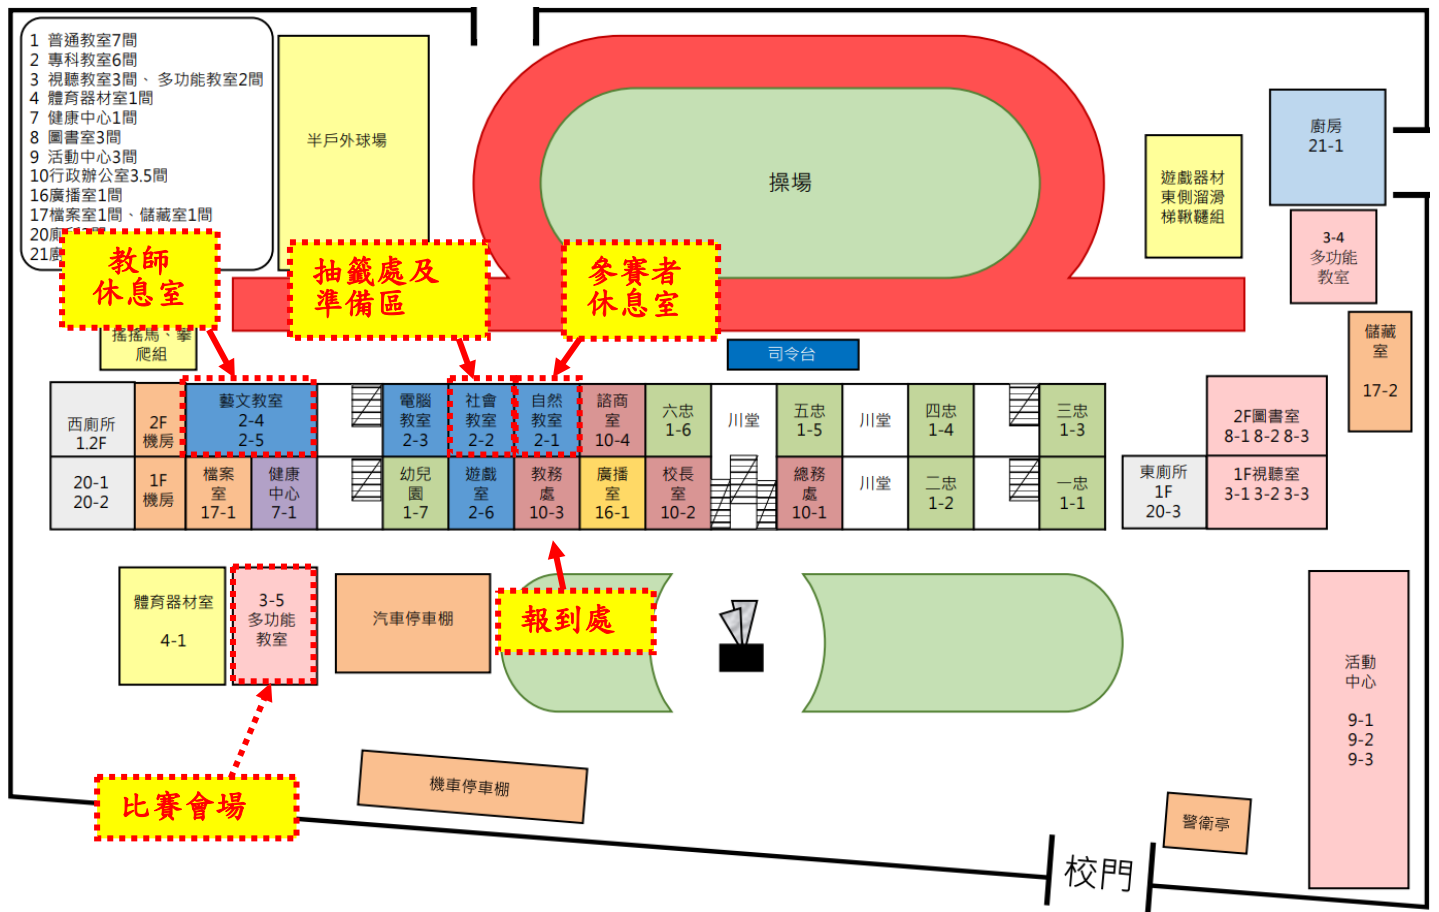 1 普通教室7間
2 專科教室6間
3 視聽教室3間、多功能教室2間
4 體育器材室1間
7 健康中心1間
8 圖書室3間
9 活動中心3間
10行政辦公室3.5間
16廣播室1間
17檔案室1間、儲藏室1間
20廁
21廚
半戶外球場
操場
遊戲器材
東側溜滑
梯鞦韆組
廚房
21-1
3-4
多功能
教室
儲藏
室
17-2
教師
休息室
抽籤處及
準備區
參賽者
休息室
搖搖馬、攀
爬組
司令台
西廁所
1.2F
2F
機房
藝文教室
2-4
2-5
電腦
教室
2-3
社會
教室
2-2
自然
教室
2-1
諮商
室
10-4
六忠
1-6
川堂
五忠
1-5
川堂
四忠
1-4
三忠
1-3
2F圖書室
8-1 8-2 8-3
20-1
20-2
1F
機房
檔案
室
17-1
健康
中心
7-1
幼兒
園
1-7
遊戲
室
2-6
教務
處
10-3
廣播
室
16-1
校長
室
10-2
總務
處
10-1
川堂
二忠
1-2
一忠
1-1
東廁所
1F
20-3
1F視聽室
3-1 3-2 3-3
體育器材室
4-1
3-5
多功能
教室
汽車停車棚
報到處
活動
中心
9-1
9-2
9-3
比賽會場
機車停車棚
警衛亭
校門